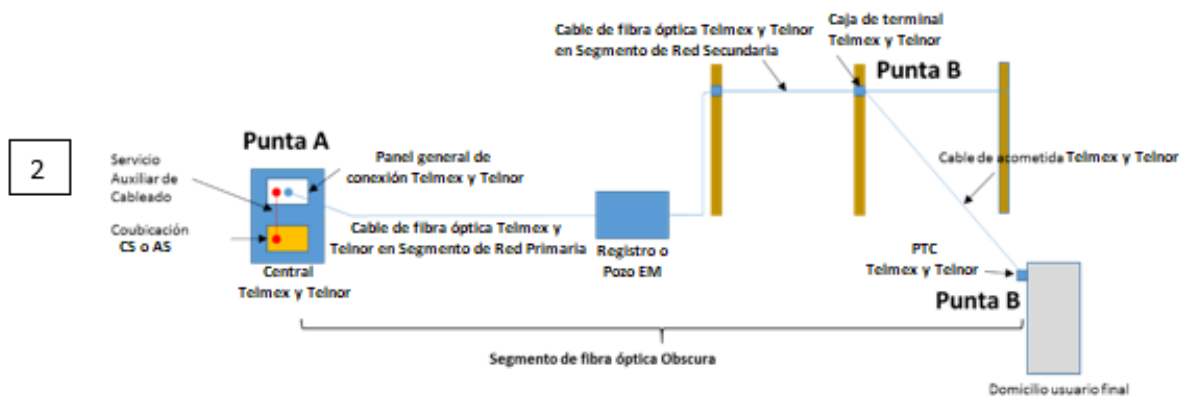 2
Punta A
Servicio
Auxiliar de
Cableado
Coubicación
CS o AS
Panel general de
conexión Telmex y Telnor
Central
Telmex y Telnor
Cable de fibra óptica Telmex y
Telnor en Segmento de Red Primaria
Registro o
Pozo EM
Cable de fibra óptica Telmex y Telnor
en Segmento de Red Secundaria
Caja de terminal
Telmex y Telnor
Punta B
Cable de acometida Telmex y Telnor
PTC
Telmex y Telnor
Punta B
Segmento de fibra óptica Obscura
Domicilio usuario final